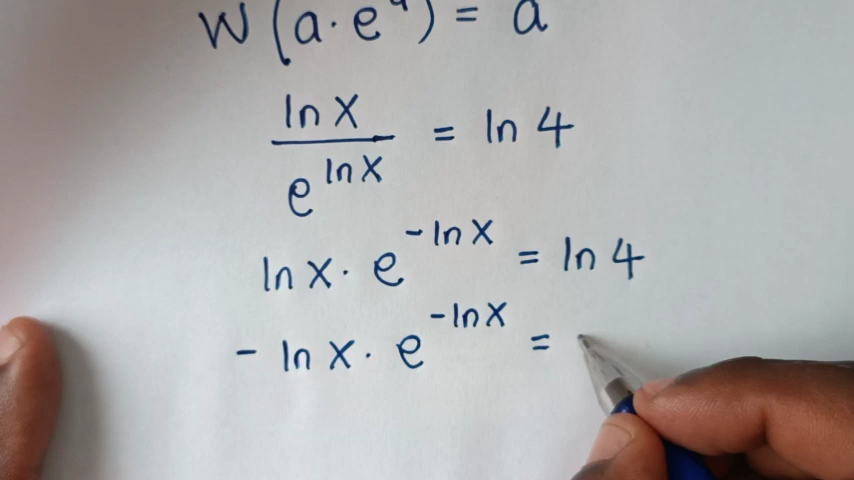 W (a · e^a) = a
ln x / e^(ln x) = ln 4
ln x · e^(-ln x) = ln 4
- ln x · e^(-ln x) =